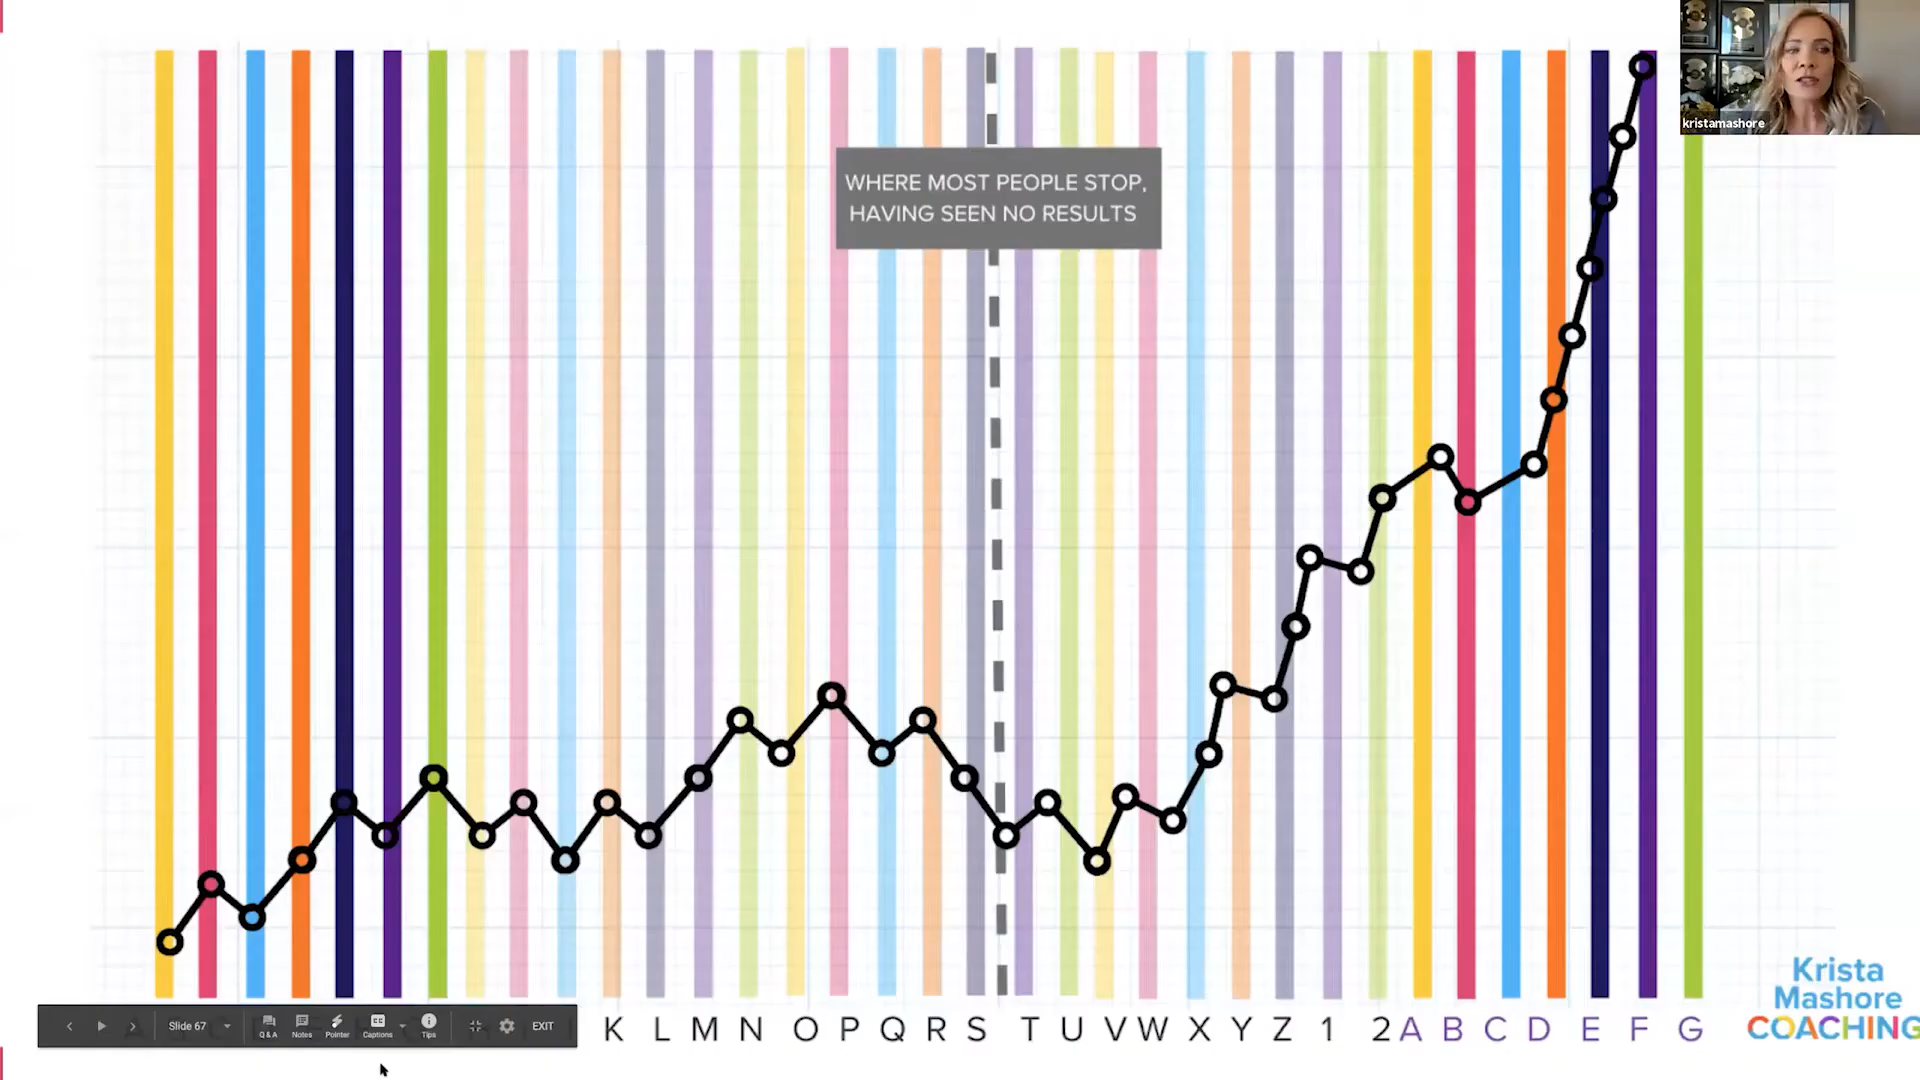 kristamashore
WHERE MOST PEOPLE STOP,
HAVING SEEN NO RESULTS
Krista
Mashore
COACHING
Slide 67 Q&A Notes Pointer Captions Tips EXIT
K L M N O P Q R S T U V W X Y Z 1 2 A B C D E F G